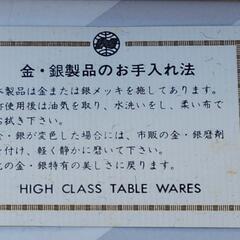 金・銀製品のお手入れ法
製品は金または銀メッキを施してあります。
使用後は油気を取り、水洗いをし、柔い布で
お拭き下さい。
・銀が変色した場合には、市販の金・銀磨剤
付け、軽く静かに磨いて下さい。
の金・銀特有の美しさに戻ります。
HIGH CLASS TABLE WARES